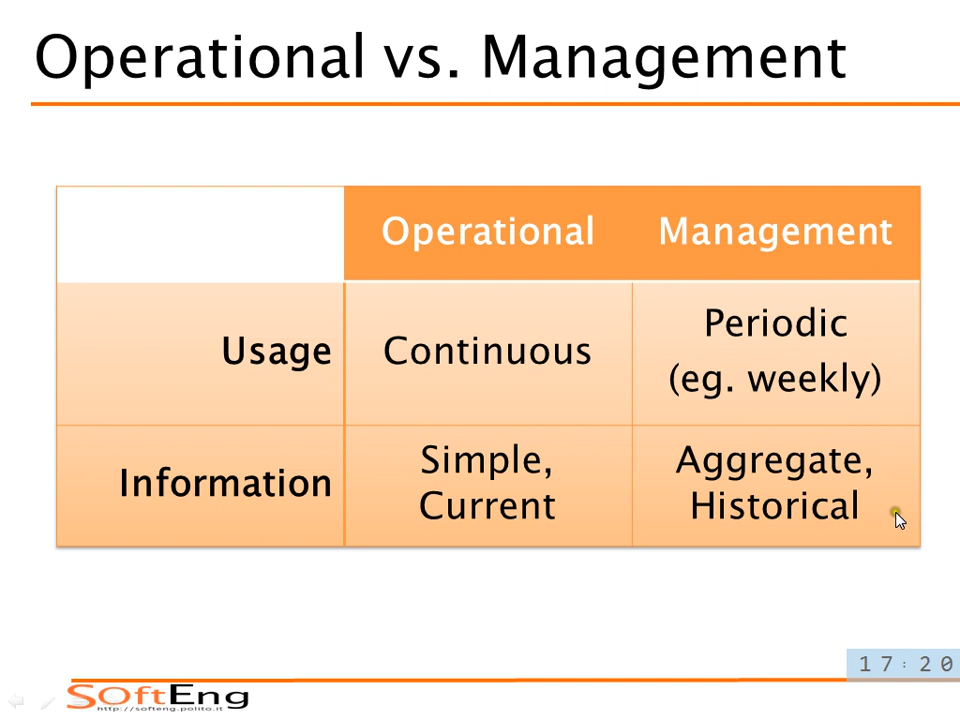 Operational vs. Management
Operational Management
Usage Continuous Periodic
(eg. weekly)
Information Simple, Aggregate,
Current Historical
17:20
SOftEng
http://softeng.polito.it